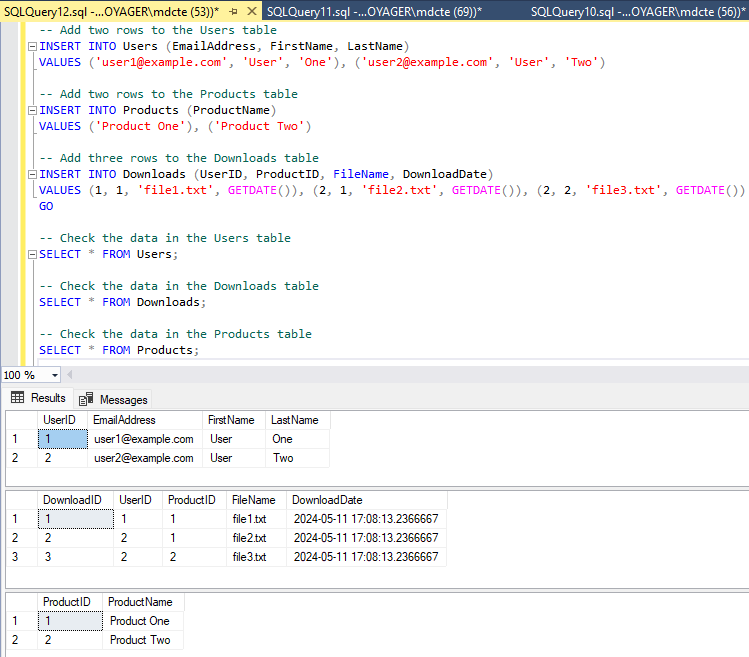 SQLQuery12.sql -...OYAGER\mdcte (53))* SQLQuery11.sql -...OYAGER\mdcte (69))* SQLQuery10.sql -...OYAGER\mdcte (56))*
-- Add two rows to the Users table
INSERT INTO Users (EmailAddress, FirstName, LastName)
VALUES ('user1@example.com', 'User', 'One'), ('user2@example.com', 'User', 'Two')
-- Add two rows to the Products table
INSERT INTO Products (ProductName)
VALUES ('Product One'), ('Product Two')
-- Add three rows to the Downloads table
INSERT INTO Downloads (UserID, ProductID, FileName, DownloadDate)
VALUES (1, 1, 'file1.txt', GETDATE()), (2, 1, 'file2.txt', GETDATE()), (2, 2, 'file3.txt', GETDATE())
GO
-- Check the data in the Users table
SELECT * FROM Users;
-- Check the data in the Downloads table
SELECT * FROM Downloads;
-- Check the data in the Products table
SELECT * FROM Products;
100 %
Results Messages
UserID EmailAddress FirstName LastName
1 1 user1@example.com User One
2 2 user2@example.com User Two
DownloadID UserID ProductID FileName DownloadDate
1 1 1 1 file1.txt 2024-05-11 17:08:13.2366667
2 2 2 1 file2.txt 2024-05-11 17:08:13.2366667
3 3 2 2 file3.txt 2024-05-11 17:08:13.2366667
ProductID ProductName
1 1 Product One
2 2 Product Two